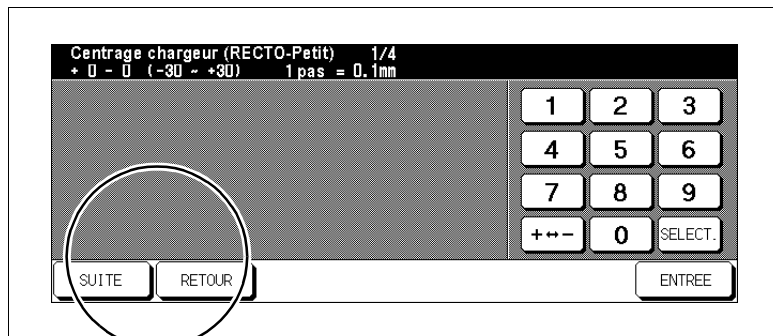 Centrage chargeur (RECTO-Petit) 1/4
+ 0 - 0 (-30 ~ +30) 1 pas = 0.1mm
1 2 3
4 5 6
7 8 9
+↔- 0 SELECT.
SUITE RETOUR ENTREE